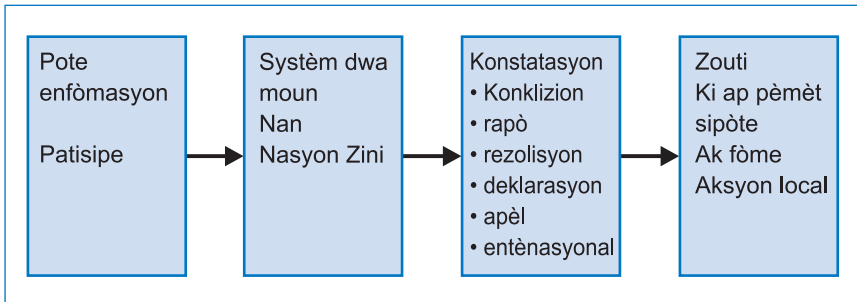 Pote
enfòmasyon
Patisipe
Systèm dwa
moun
Nan
Nasyon Zini
Konstatasyon
• Konklizion
• rapò
• rezolisyon
• deklarasyon
• apèl
• entènasyonal
Zouti
Ki ap pèmèt
sipòte
Ak fòme
Aksyon local